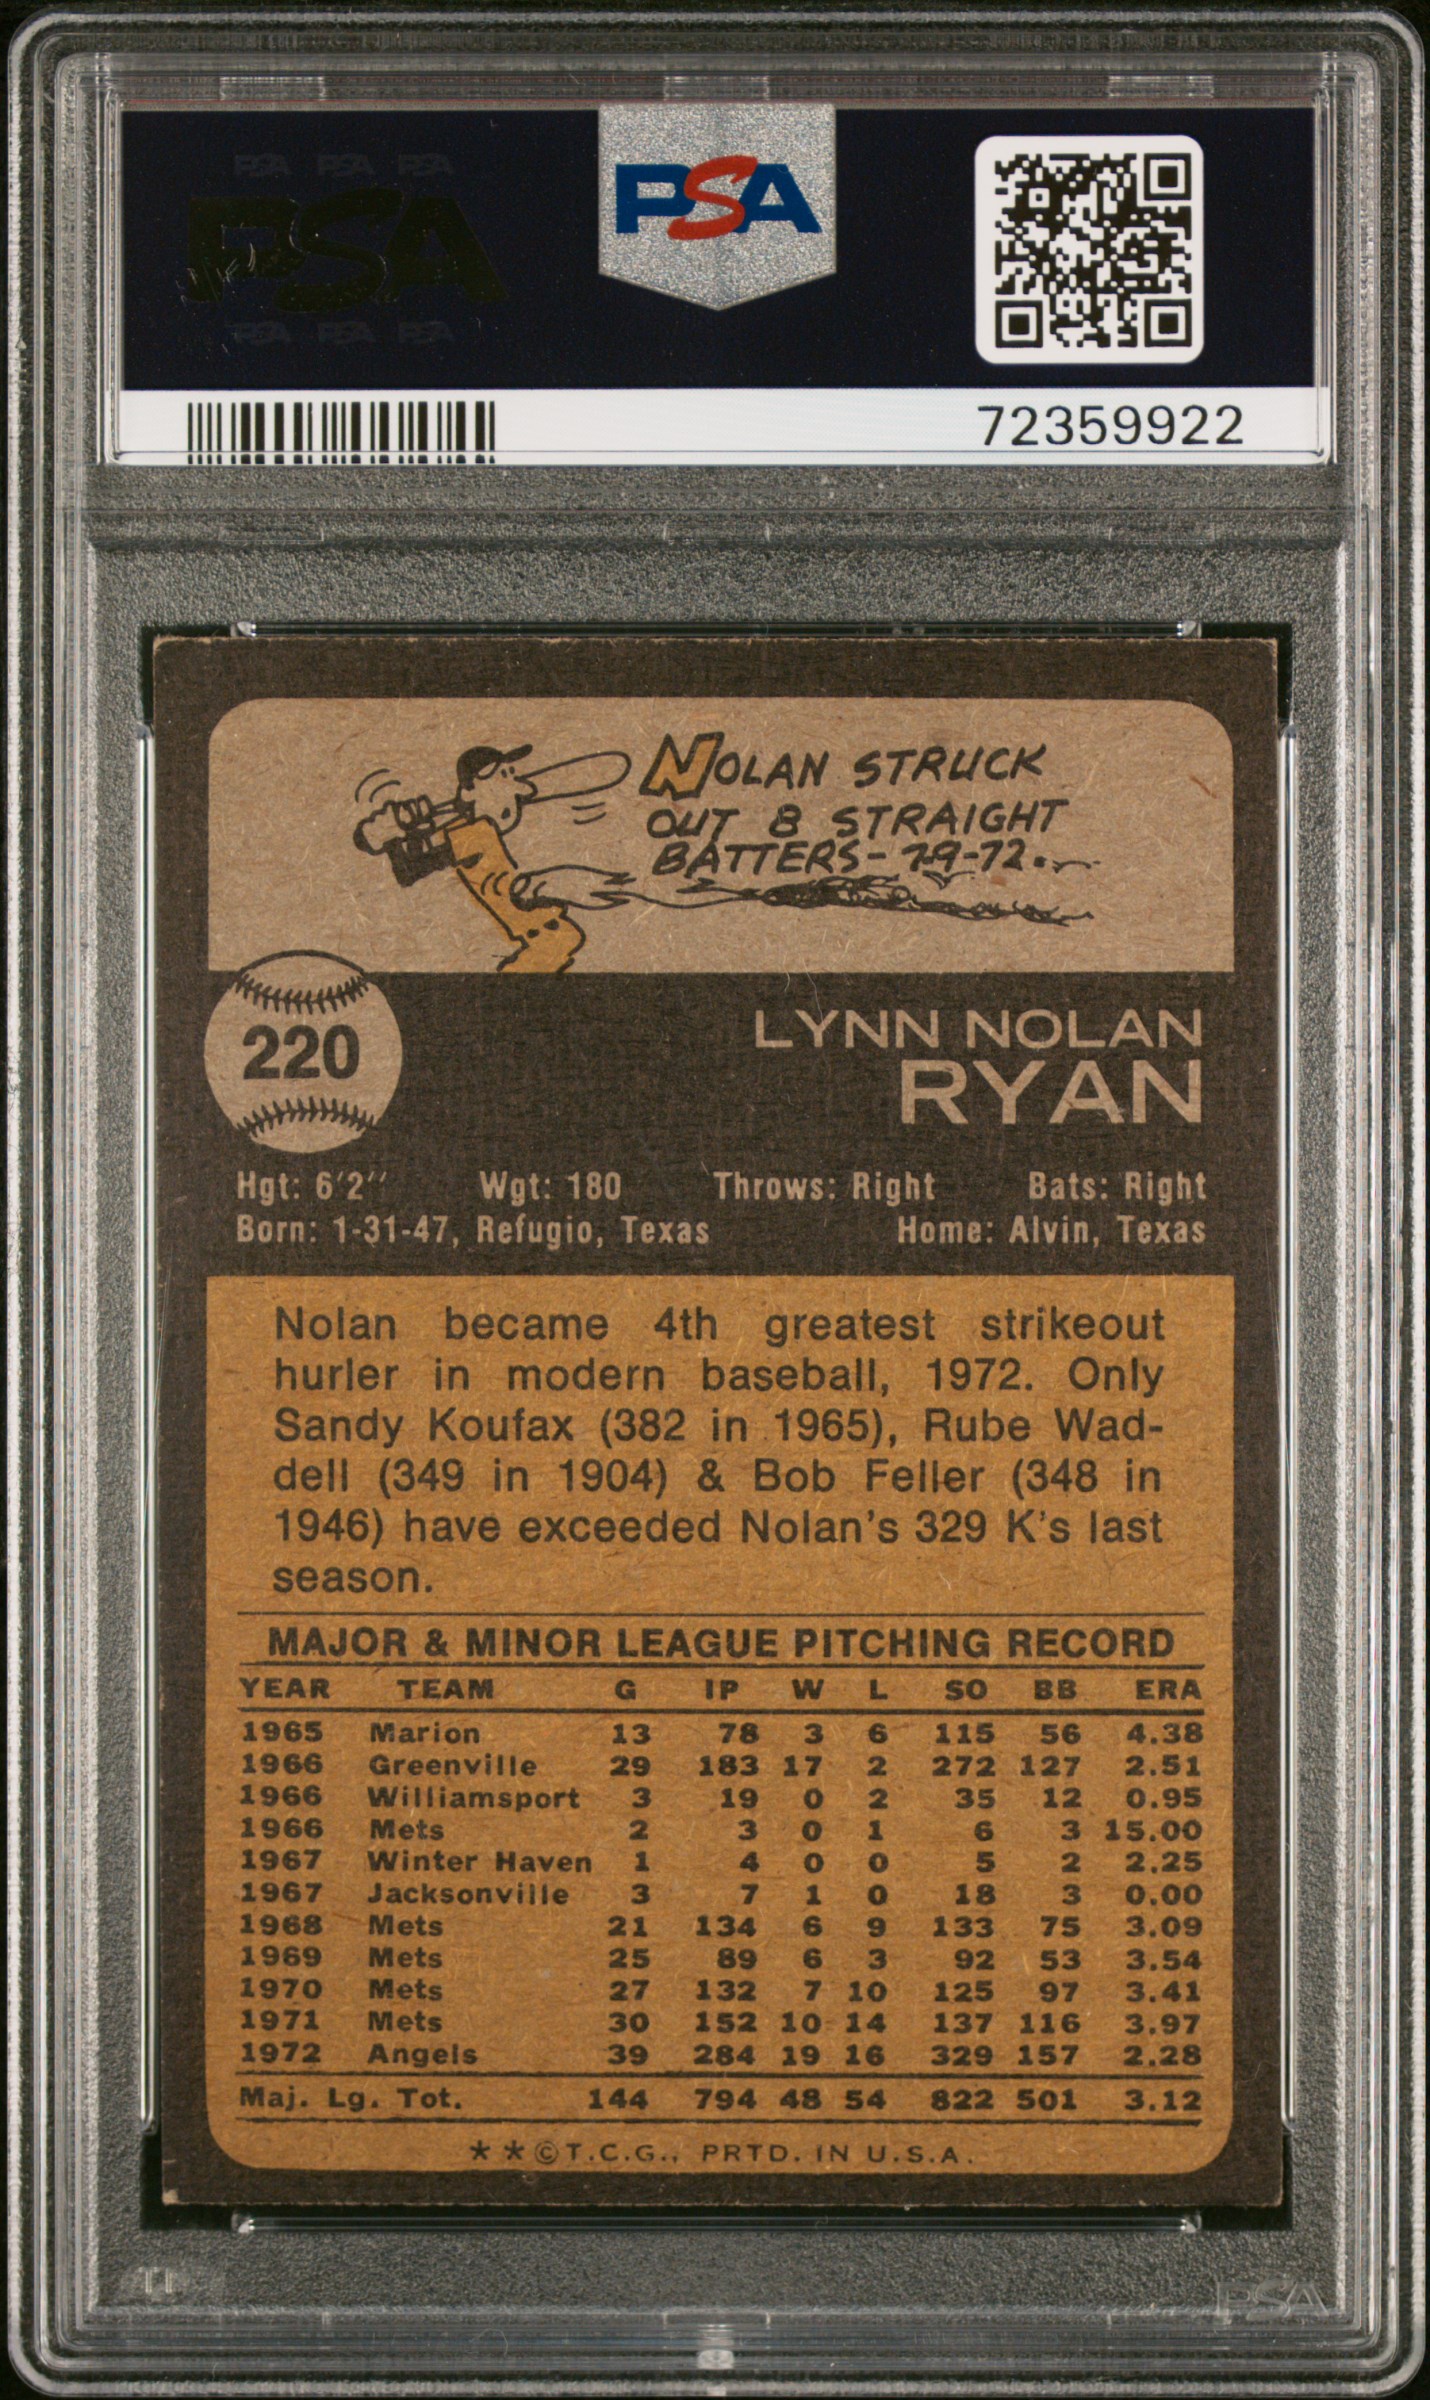 PSA PSA PSA
PSA
PSA PSA PSA
PSA
72359922
NOLAN STRUCK
OUT 8 STRAIGHT
BATTERS-7-9-72.
220
LYNN NOLAN
RYAN
Hgt: 6'2" Wgt: 180 Throws: Right Bats: Right
Born: 1-31-47, Refugio, Texas Home: Alvin, Texas
Nolan became 4th greatest strikeout
hurler in modern baseball, 1972. Only
Sandy Koufax (382 in 1965), Rube Wad-
dell (349 in 1904) & Bob Feller (348 in
1946) have exceeded Nolan's 329 K's last
season.
MAJOR & MINOR LEAGUE PITCHING RECORD
YEAR TEAM G IP W L SO BB ERA
1965 Marion 13 78 3 6 115 56 4.38
1966 Greenville 29 183 17 2 272 127 2.51
1966 Williamsport 3 19 0 2 35 12 0.95
1966 Mets 2 3 0 1 6 3 15.00
1967 Winter Haven 1 4 0 0 5 2 2.25
1967 Jacksonville 3 7 1 0 18 3 0.00
1968 Mets 21 134 6 9 133 75 3.09
1969 Mets 25 89 6 3 92 53 3.54
1970 Mets 27 132 7 10 125 97 3.41
1971 Mets 30 152 10 14 137 116 3.97
1972 Angels 39 284 19 16 329 157 2.28
Maj. Lg. Tot. 144 794 48 54 822 501 3.12
**©T.C.G., PRTD. IN U.S.A.
PSA